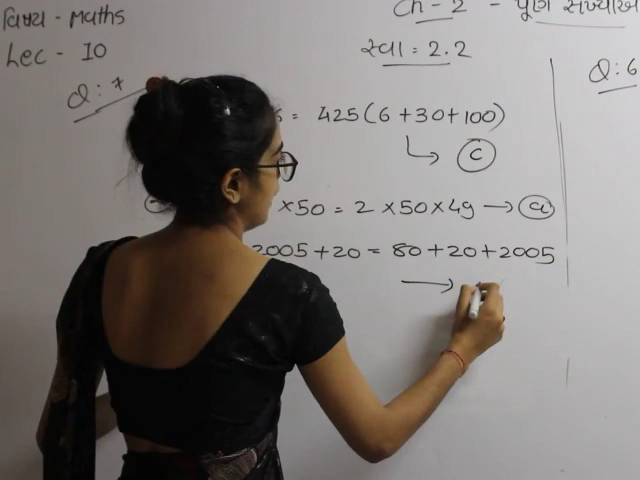 વિષય - Maths
Ch - 2 - પૂર્ણ સંખ્યાઓ
Lec - 10
સ્વા : 2.2
Q : 7
Q : 6
= 425 (6 + 30 + 100)
→ (c)
× 50 = 2 × 50 × 49 → (a)
2005 + 20 = 80 + 20 + 2005
→